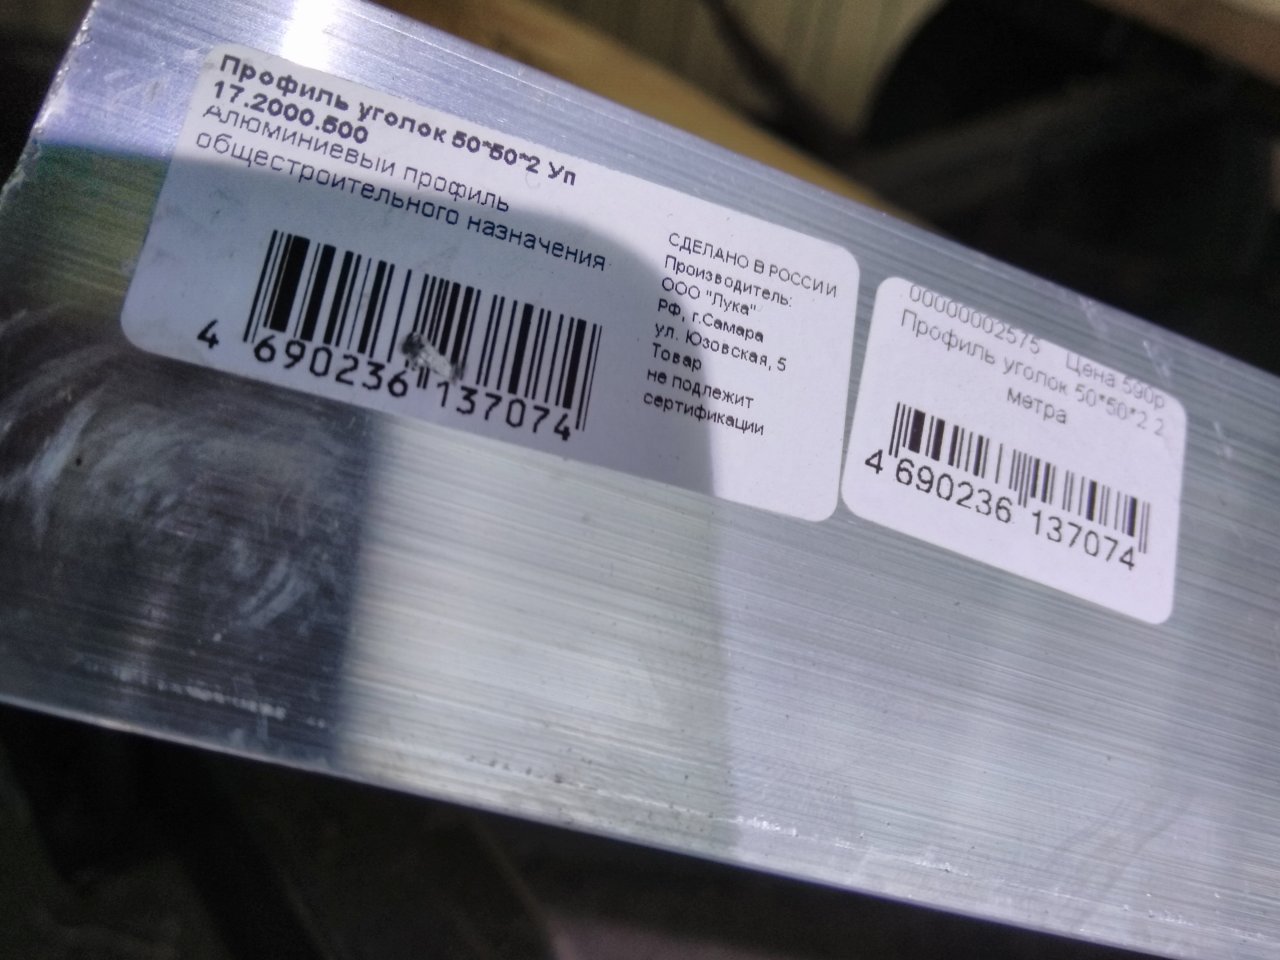 Профиль уголок 50*50*2 Уп
17.2000.500
Алюминиевый профиль
общестроительного назначения
4 690236 137074
СДЕЛАНО В РОССИИ
Производитель:
ООО "Лука"
РФ, г.Самара
ул. Юзовская, 5
Товар
не подлежит
сертификации
00000002575 Цена 590р
Профиль уголок 50*50*2 2
метра
4 690236 137074